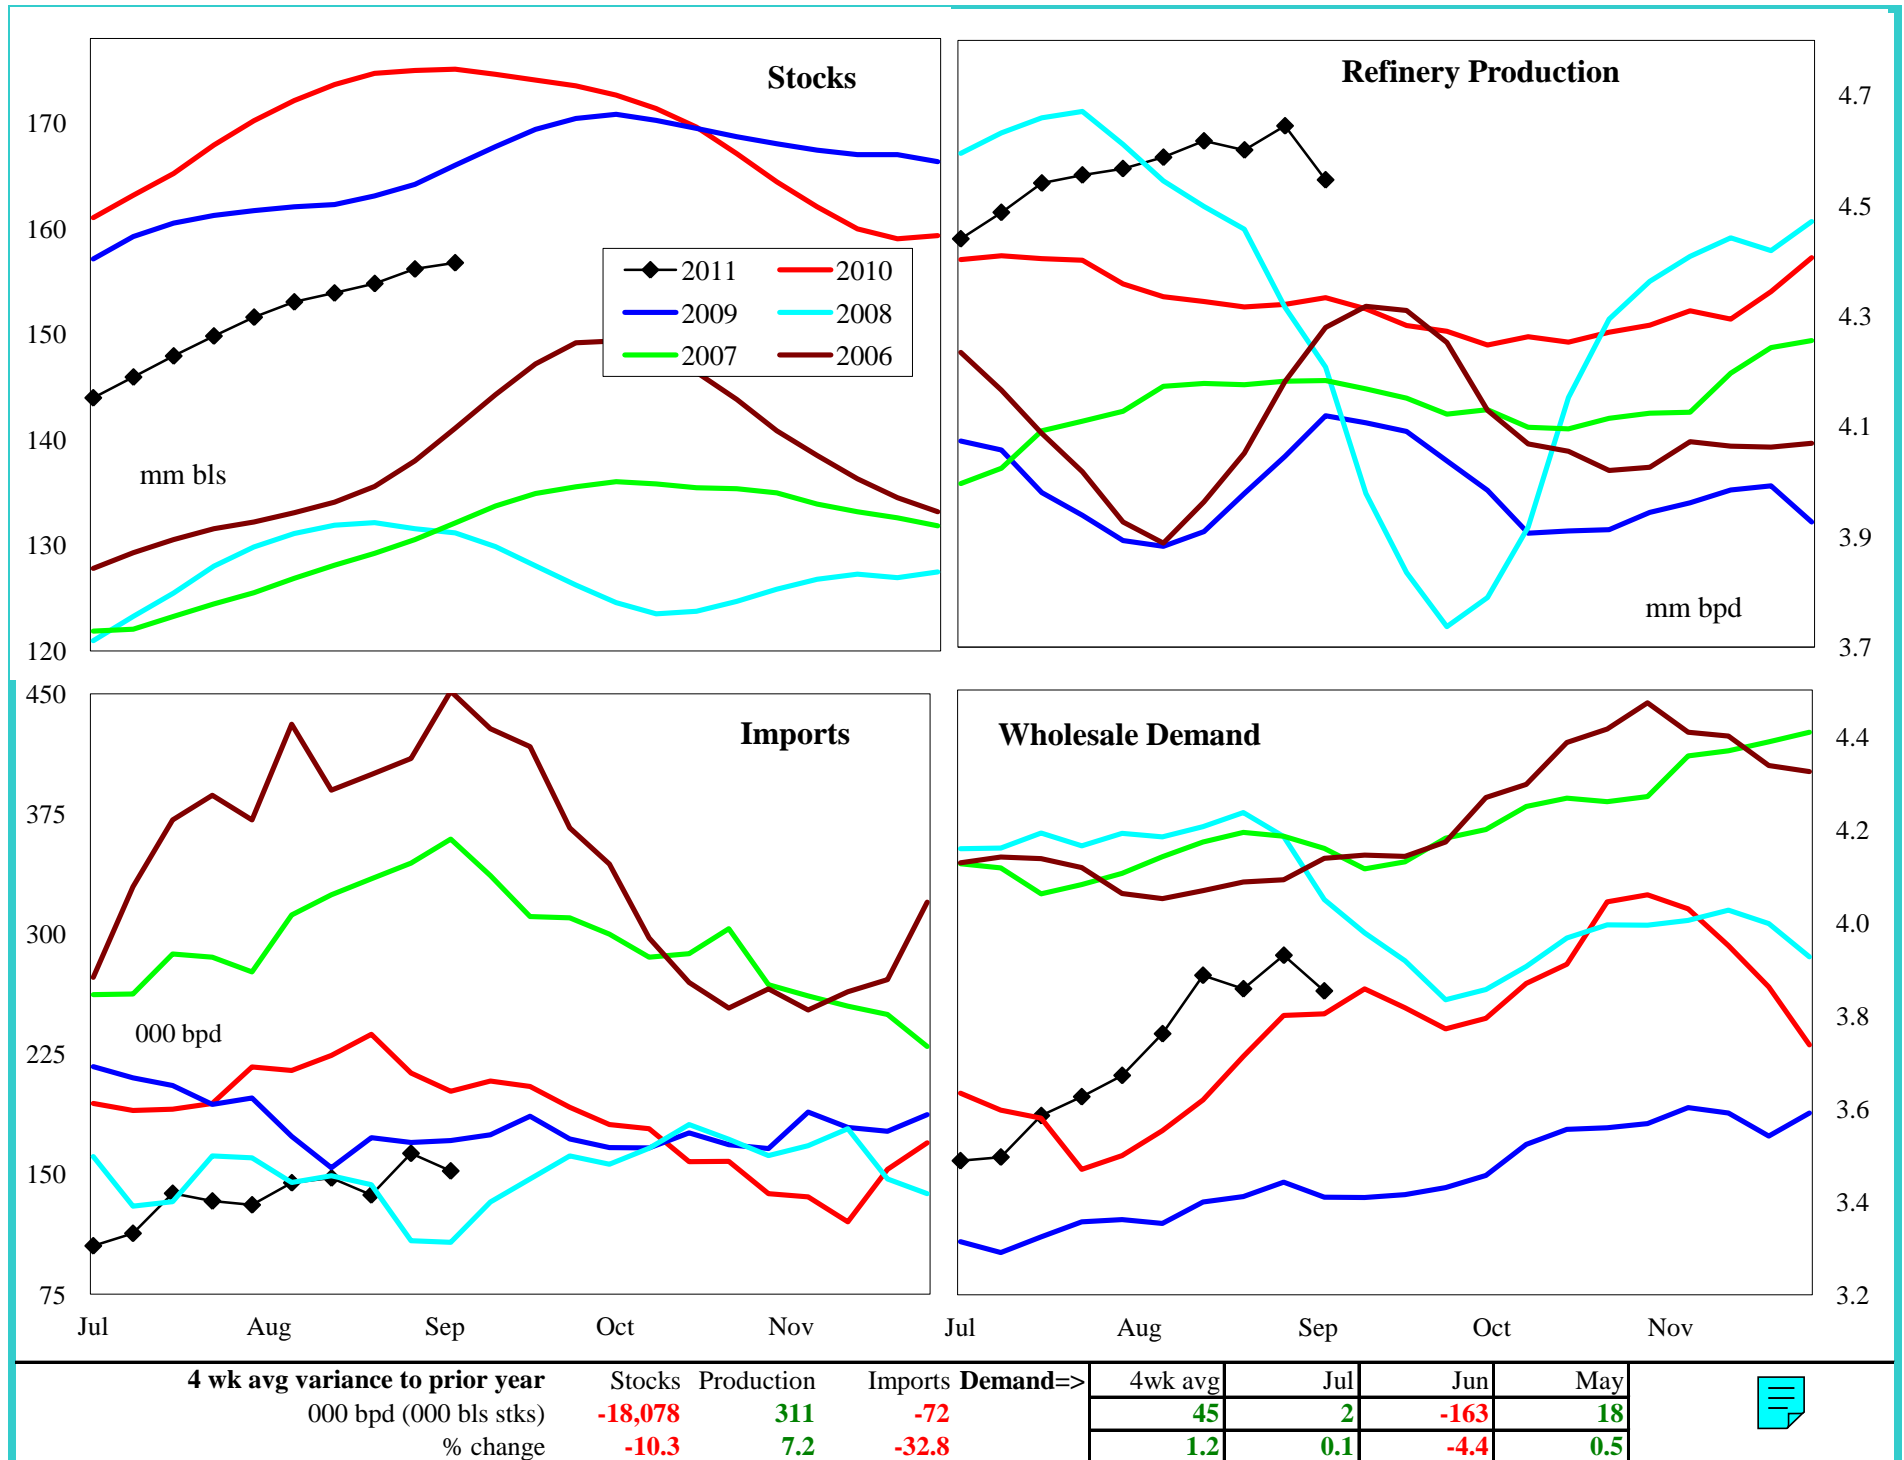 Stocks
170
160
150
140
130
120
mm bls
2011 2010
2009 2008
2007 2006
Refinery Production
4.7
4.5
4.3
4.1
3.9
3.7
mm bpd
Imports
450
375
300
225
150
75
000 bpd
Jul Aug Sep Oct Nov
Wholesale Demand
4.4
4.2
4.0
3.8
3.6
3.4
3.2
Jul Aug Sep Oct Nov
4 wk avg variance to prior year Stocks Production Imports Demand=> 4wk avg Jul Jun May
000 bpd (000 bls stks) -18,078 311 -72 45 2 -163 18
% change -10.3 7.2 -32.8 1.2 0.1 -4.4 0.5